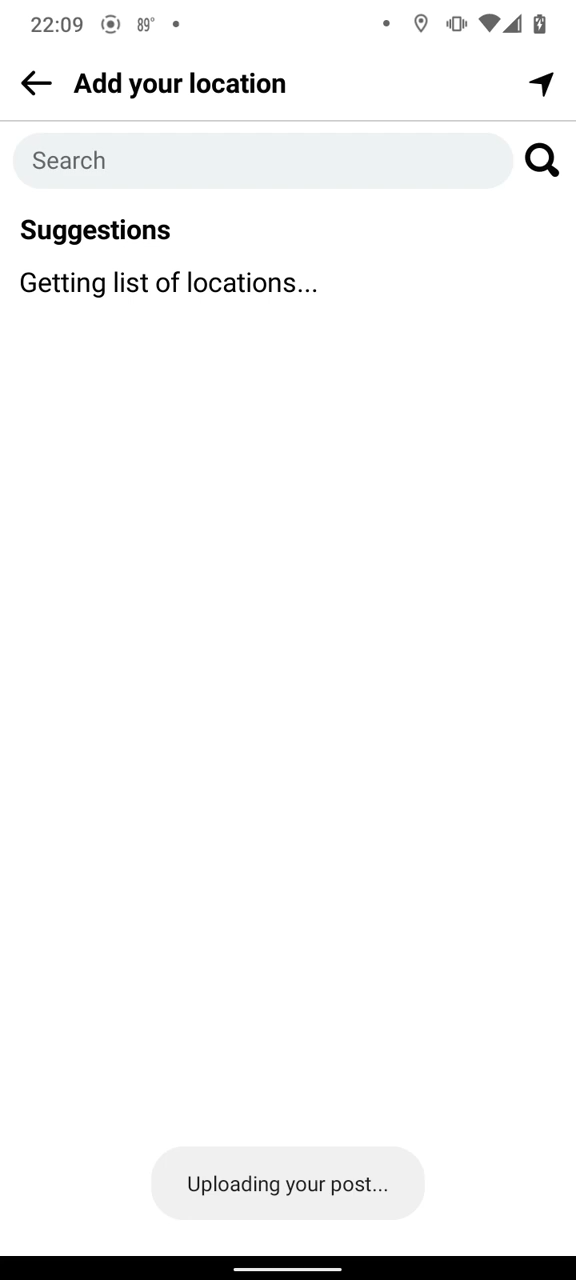 22:09 89°
Add your location
Search
Suggestions
Getting list of locations...
Uploading your post...